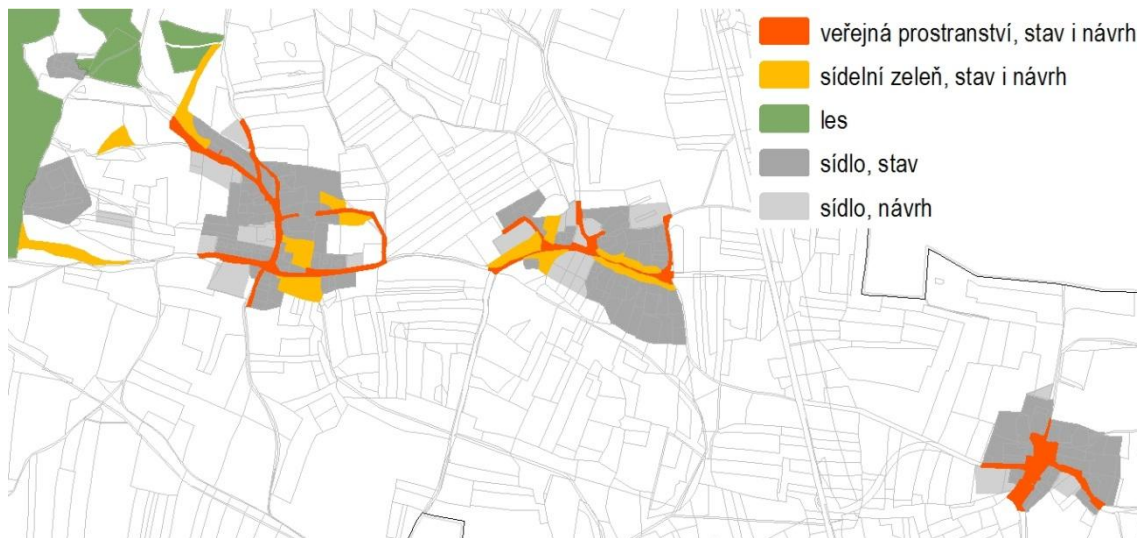 veřejná prostranství, stav i návrh
sídelní zeleň, stav i návrh
les
sídlo, stav
sídlo, návrh